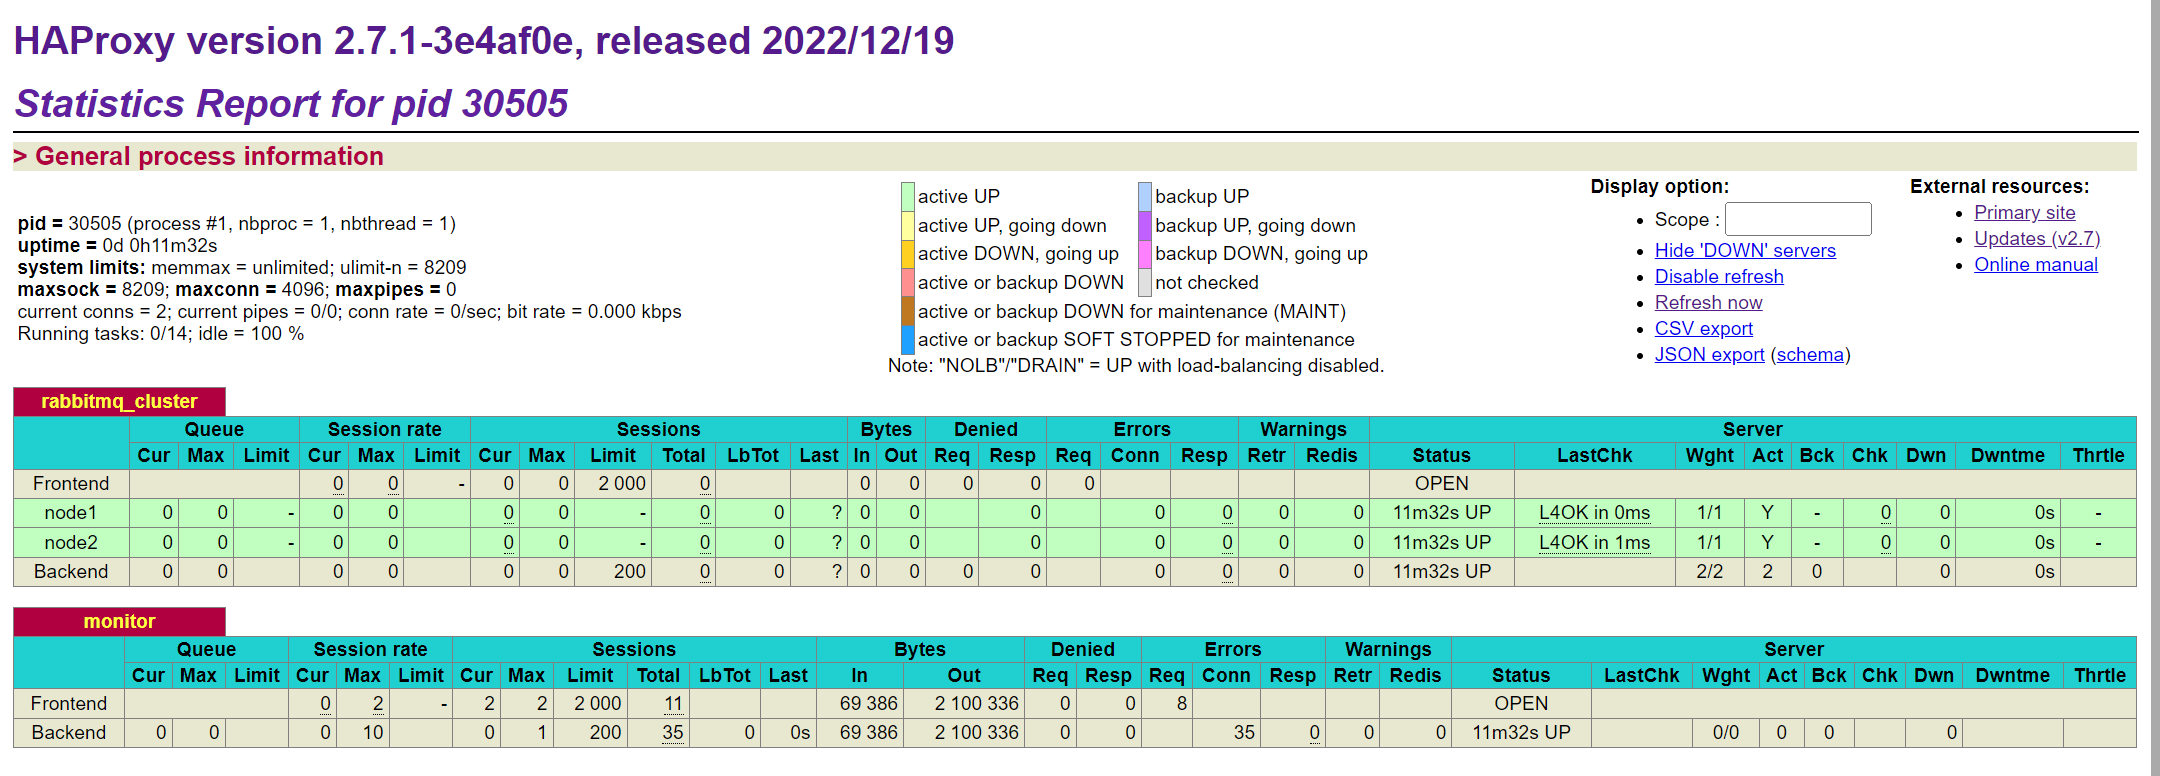 HAProxy version 2.7.1-3e4af0e, released 2022/12/19
Statistics Report for pid 30505
> General process information
pid = 30505 (process #1, nbproc = 1, nbthread = 1)
uptime = 0d 0h11m32s
system limits: memmax = unlimited; ulimit-n = 8209
maxsock = 8209; maxconn = 4096; maxpipes = 0
current conns = 2; current pipes = 0/0; conn rate = 0/sec; bit rate = 0.000 kbps
Running tasks: 0/14; idle = 100 %
active UP backup UP
active UP, going down backup UP, going down
active DOWN, going up backup DOWN, going up
active or backup DOWN not checked
active or backup DOWN for maintenance (MAINT)
active or backup SOFT STOPPED for maintenance
Note: "NOLB"/"DRAIN" = UP with load-balancing disabled.
Display option:
Scope :
Hide 'DOWN' servers
Disable refresh
Refresh now
CSV export
JSON export (schema)
External resources:
Primary site
Updates (v2.7)
Online manual
rabbitmq_cluster
Queue Session rate Sessions Bytes Denied Errors Warnings Server
Cur Max Limit Cur Max Limit Cur Max Limit Total LbTot Last In Out Req Resp Req Conn Resp Retr Redis Status LastChk Wght Act Bck Chk Dwn Dwntme Thrtle
Frontend 0 0 - 0 0 2 000 0 0 0 0 0 0 OPEN
node1 0 0 - 0 0 0 0 - 0 0 ? 0 0 0 0 0 0 0 11m32s UP L4OK in 0ms 1/1 Y - 0 0 0s -
node2 0 0 - 0 0 0 0 - 0 0 ? 0 0 0 0 0 0 0 11m32s UP L4OK in 1ms 1/1 Y - 0 0 0s -
Backend 0 0 0 0 0 0 200 0 0 ? 0 0 0 0 0 0 0 0 11m32s UP 2/2 2 0 0 0s
monitor
Queue Session rate Sessions Bytes Denied Errors Warnings Server
Cur Max Limit Cur Max Limit Cur Max Limit Total LbTot Last In Out Req Resp Req Conn Resp Retr Redis Status LastChk Wght Act Bck Chk Dwn Dwntme Thrtle
Frontend 0 2 - 2 2 2 000 11 69 386 2 100 336 0 0 8 OPEN
Backend 0 0 0 10 0 1 200 35 0 0s 69 386 2 100 336 0 0 35 0 0 0 11m32s UP 0/0 0 0 0